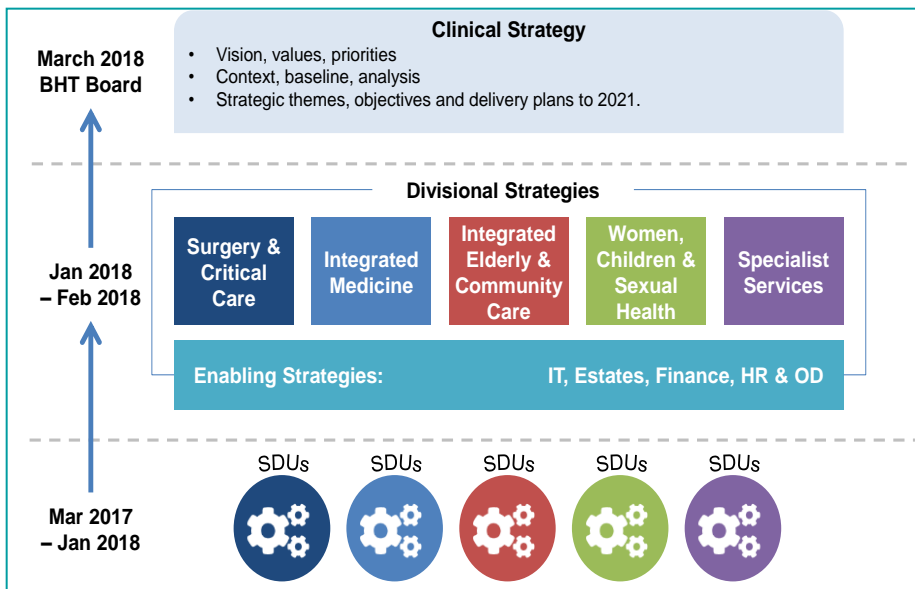 Clinical Strategy
March 2018
BHT Board
• Vision, values, priorities
• Context, baseline, analysis
• Strategic themes, objectives and delivery plans to 2021.
Divisional Strategies
Jan 2018
– Feb 2018
Surgery &
Critical
Care
Integrated
Medicine
Integrated
Elderly &
Community
Care
Women,
Children &
Sexual
Health
Specialist
Services
Enabling Strategies: IT, Estates, Finance, HR & OD
Mar 2017
– Jan 2018
SDUs
SDUs
SDUs
SDUs
SDUs